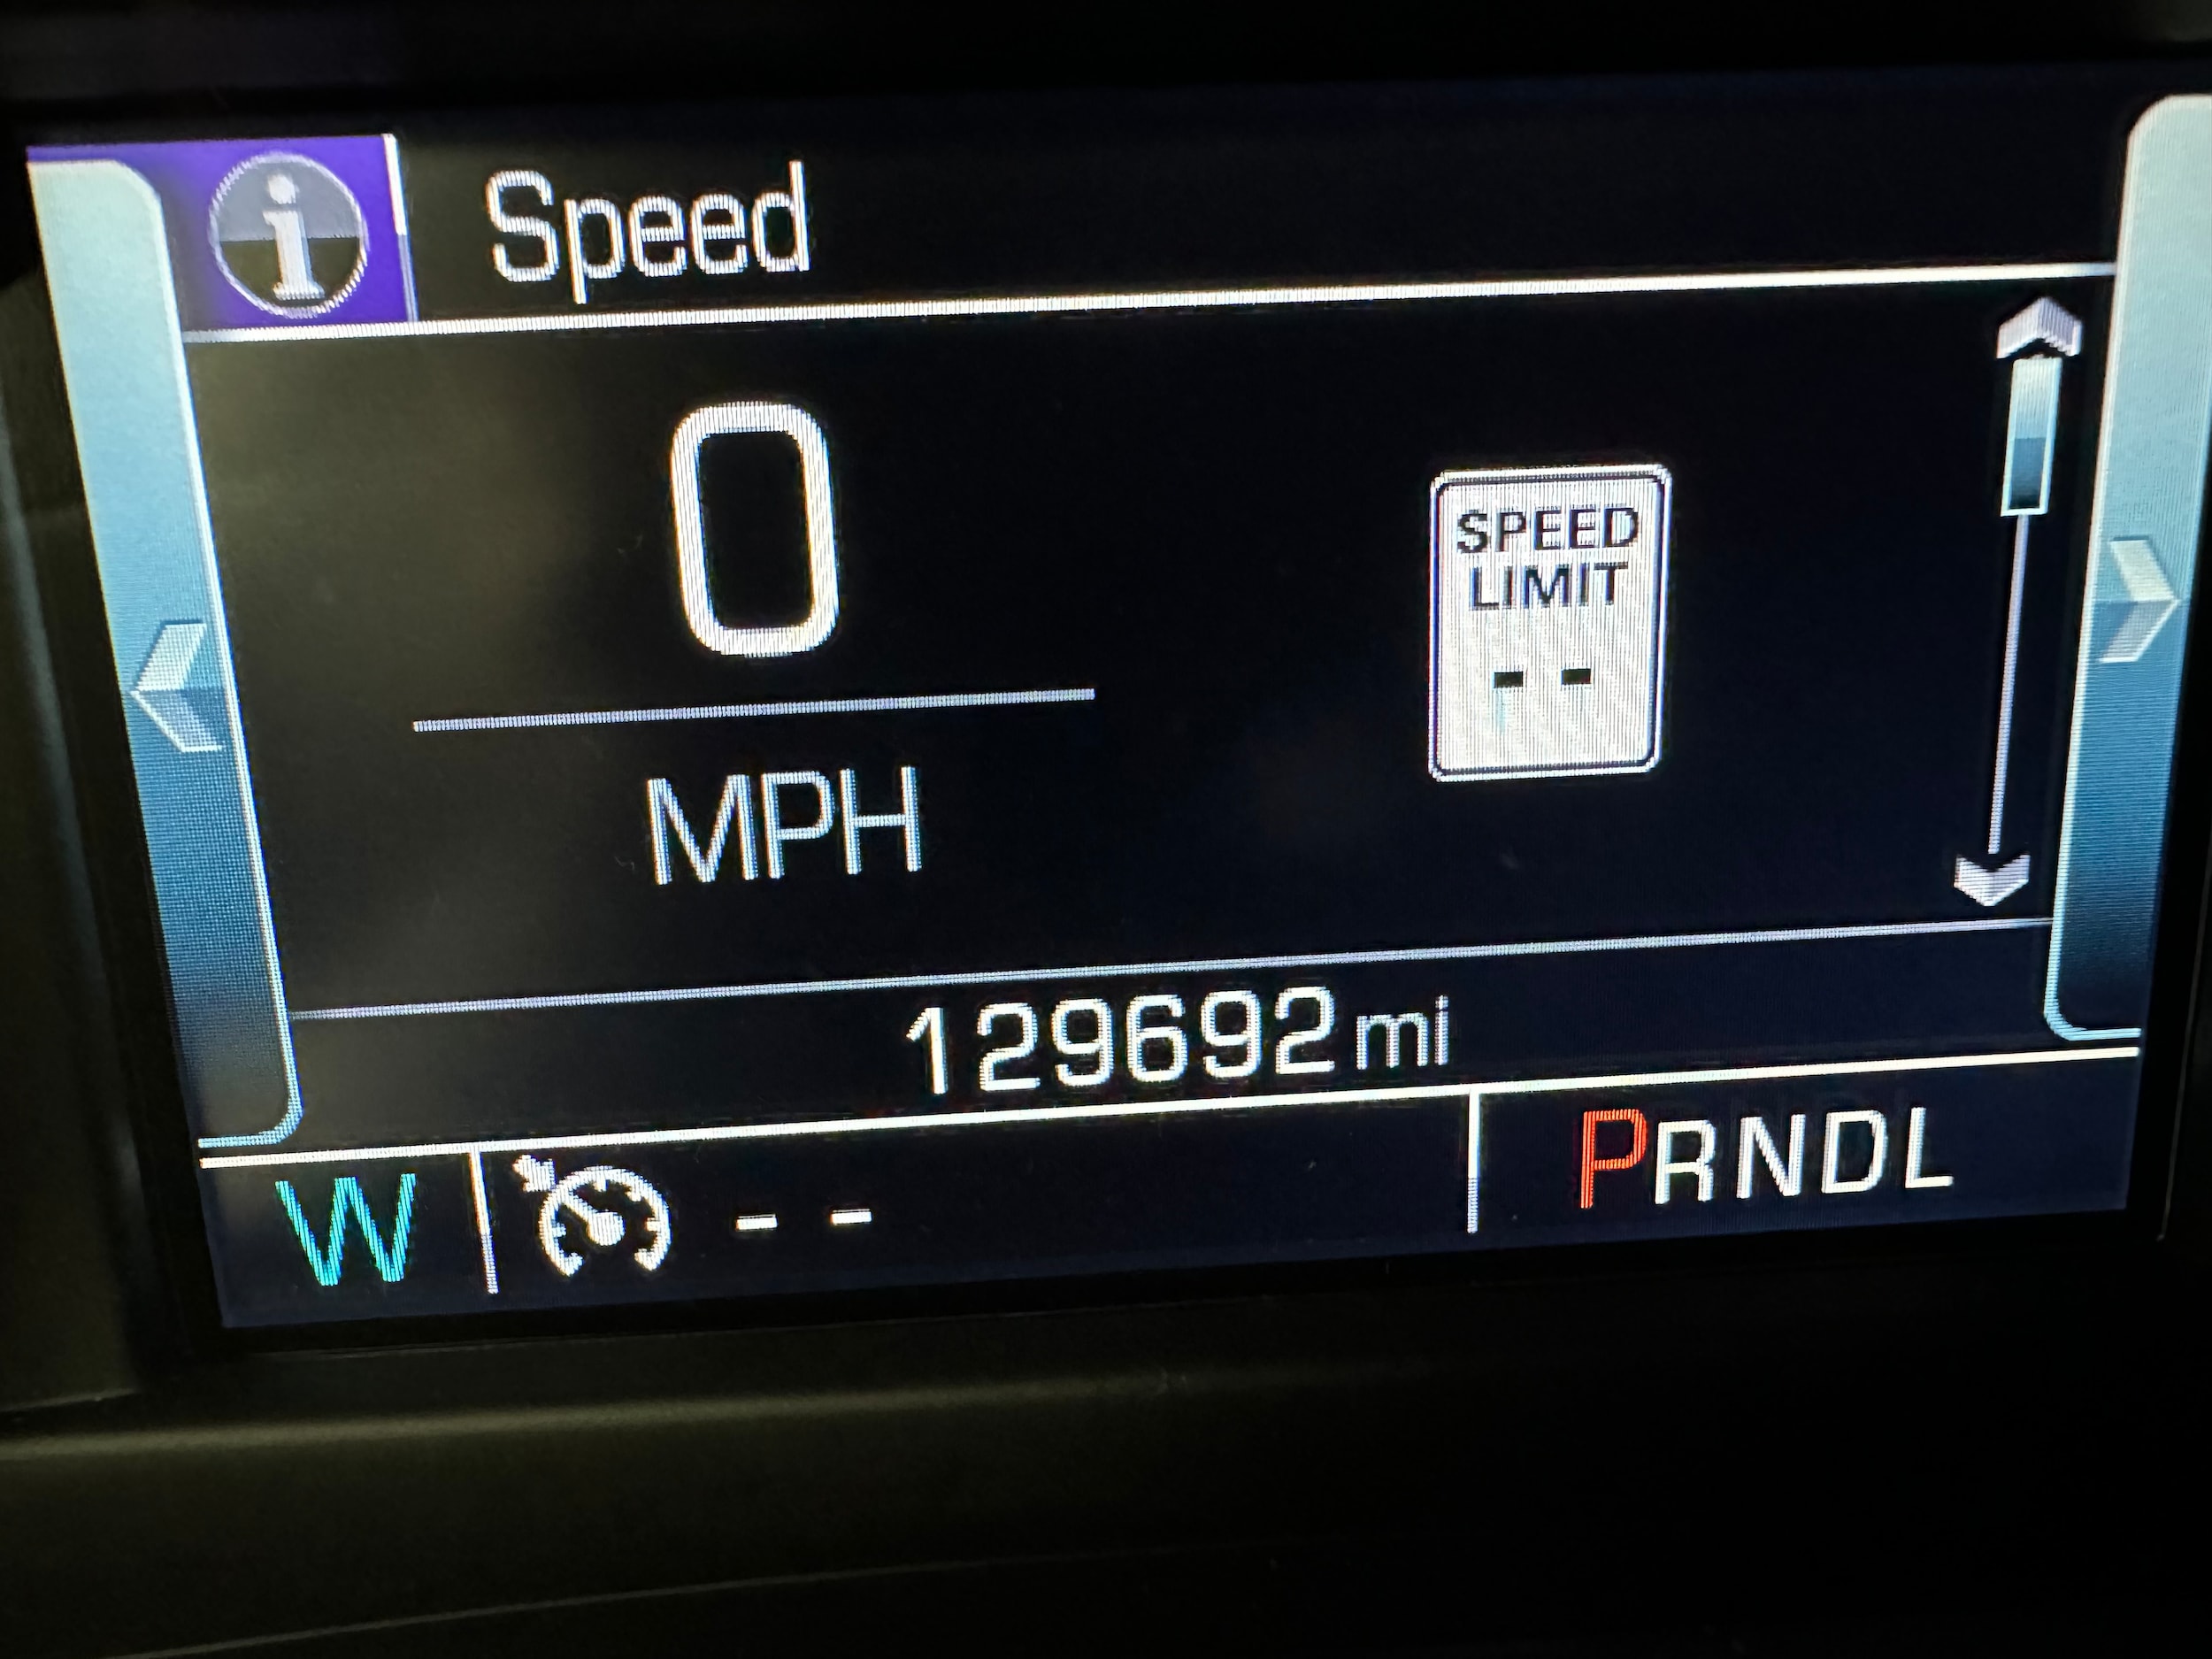 i Speed
0
MPH
SPEED
LIMIT
- -
129692 mi
W - - PRNDL